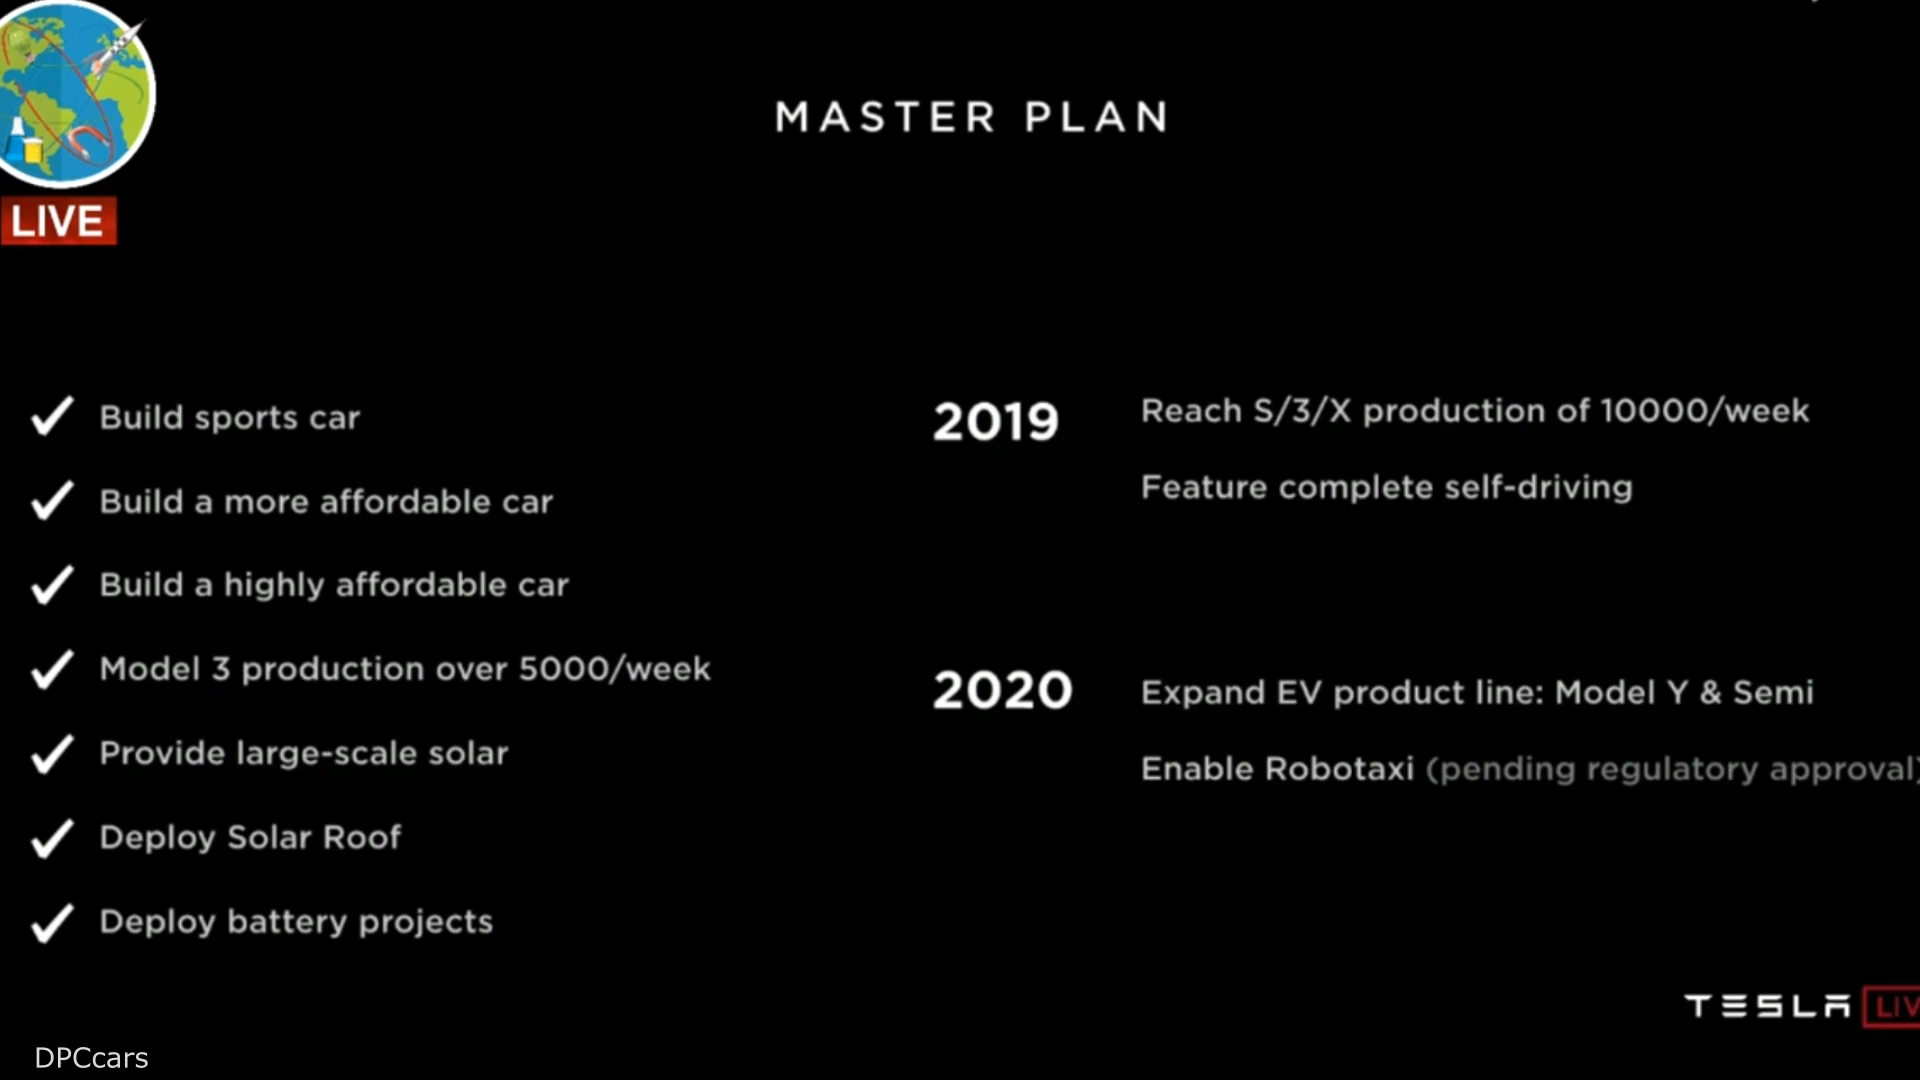 LIVE
MASTER PLAN
Build sports car
Build a more affordable car
Build a highly affordable car
Model 3 production over 5000/week
Provide large-scale solar
Deploy Solar Roof
Deploy battery projects
2019
Reach S/3/X production of 10000/week
Feature complete self-driving
2020
Expand EV product line: Model Y & Semi
Enable Robotaxi (pending regulatory approval)
TESLA LIV
DPCcars